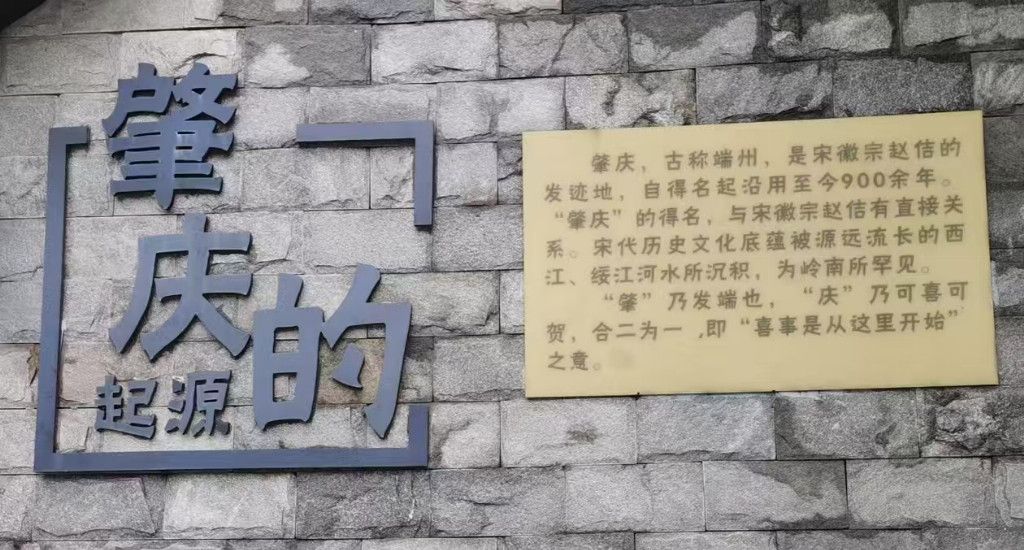 肇
庆
的
起源
肇庆，古称端州，是宋徽宗赵佶的
发迹地，自得名起沿用至今900余年。
“肇庆”的得名，与宋徽宗赵佶有直接关
系。宋代历史文化底蕴被源远流长的西
江、绥江河水所沉积，为岭南所罕见。
“肇”乃发端也，“庆”乃可喜可
贺，合二为一 ,即“喜事是从这里开始”
之意。